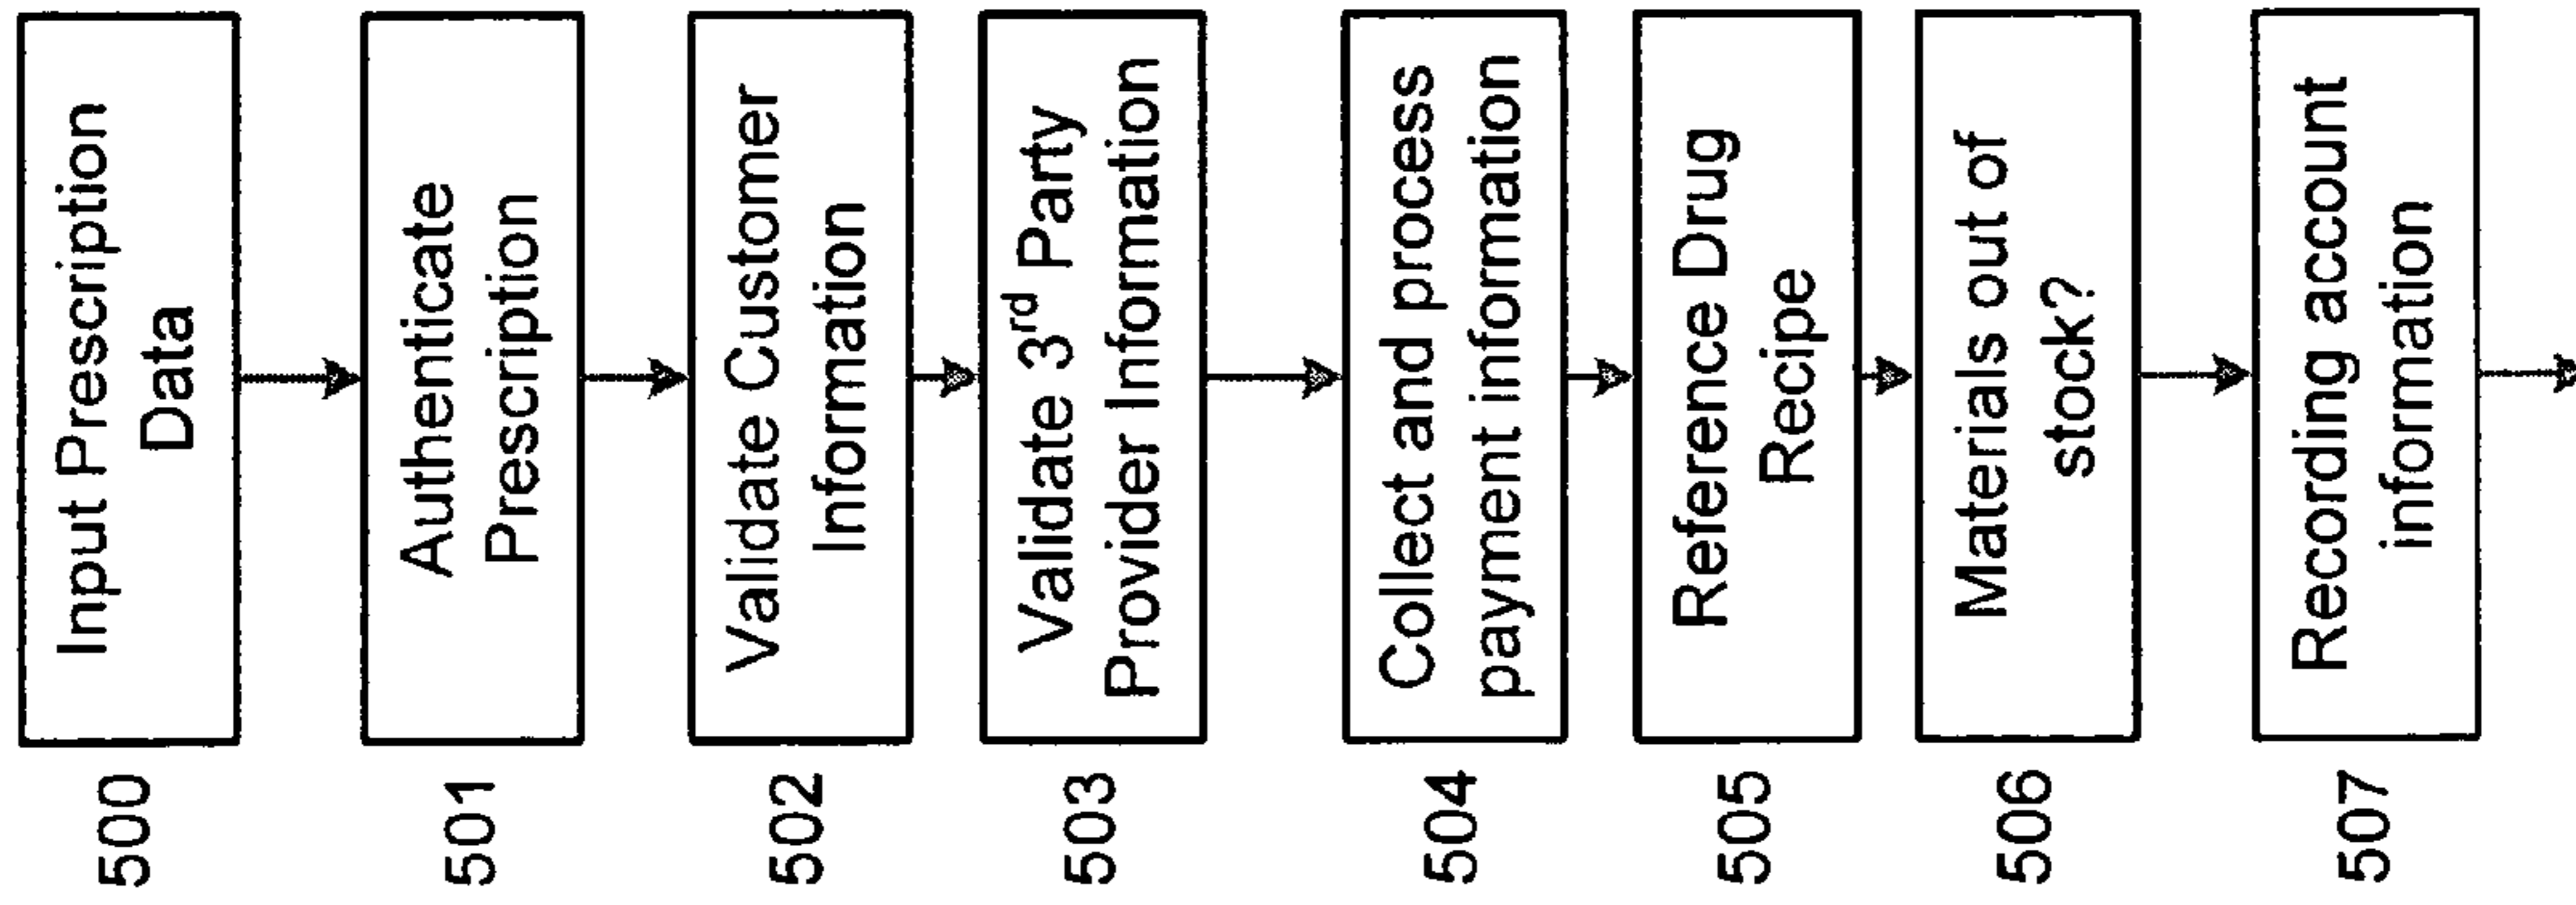 500
Input Prescription
Data
501
Authenticate
Prescription
502
Validate Customer
Information
503
Validate 3rd Party
Provider Information
504
Collect and process
payment information
505
Reference Drug
Recipe
506
Materials out of
stock?
507
Recording account
information